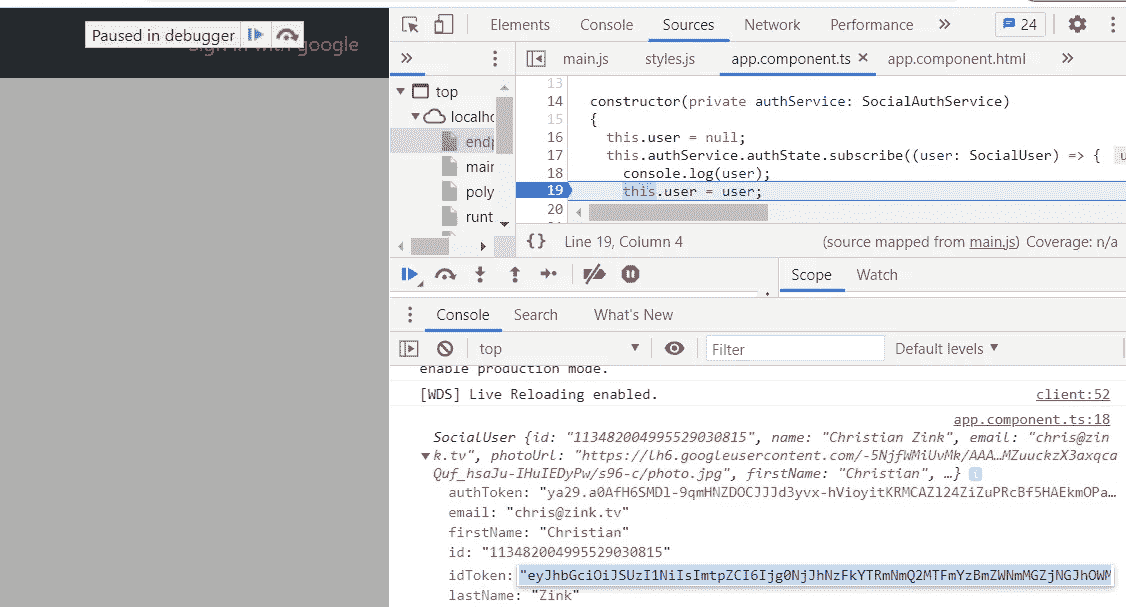 Paused in debugger
Sign in with google
Elements Console Sources Network Performance » 24
» main.js styles.js app.component.ts × app.component.html »
top
localh
endp
main
poly
runt
13
14 constructor(private authService: SocialAuthService)
15 {
16 this.user = null;
17 this.authService.authState.subscribe((user: SocialUser) => { u
18 console.log(user);
19 this.user = user;
20
{} Line 19, Column 4 (source mapped from main.js) Coverage: n/a
Scope Watch
Console Search What's New
top Filter Default levels
enable production mode.
[WDS] Live Reloading enabled. client:52
app.component.ts:18
SocialUser {id: "113482004995529030815", name: "Christian Zink", email: "chris@zin
k.tv", photoUrl: "https://lh6.googleusercontent.com/-5NjfWMiUvMk/AAA…MZuuckzX3axqca
Quf_hsaJu-IHuIEDyPw/s96-c/photo.jpg", firstName: "Christian", …} i
authToken: "ya29.a0AfH6SMDl-9qmHNZDOCJJJd3yvx-hVioyitKRMCAZl24ZiZuPRcBf5HAEkmOPa…
email: "chris@zink.tv"
firstName: "Christian"
id: "113482004995529030815"
idToken: "eyJhbGciOiJSUzI1NiIsImtpZCI6Ijg0NjJhNzFkYTRmNmQ2MTFmYzBmZWNmMGZjNGJhOWM
lastName: "Zink"